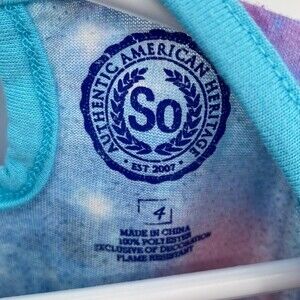 AUTHENTIC AMERICAN HERITAGE
So
EST 2007
4
MADE IN CHINA
100% POLYESTER
EXCLUSIVE OF DECORATION
FLAME RESISTANT